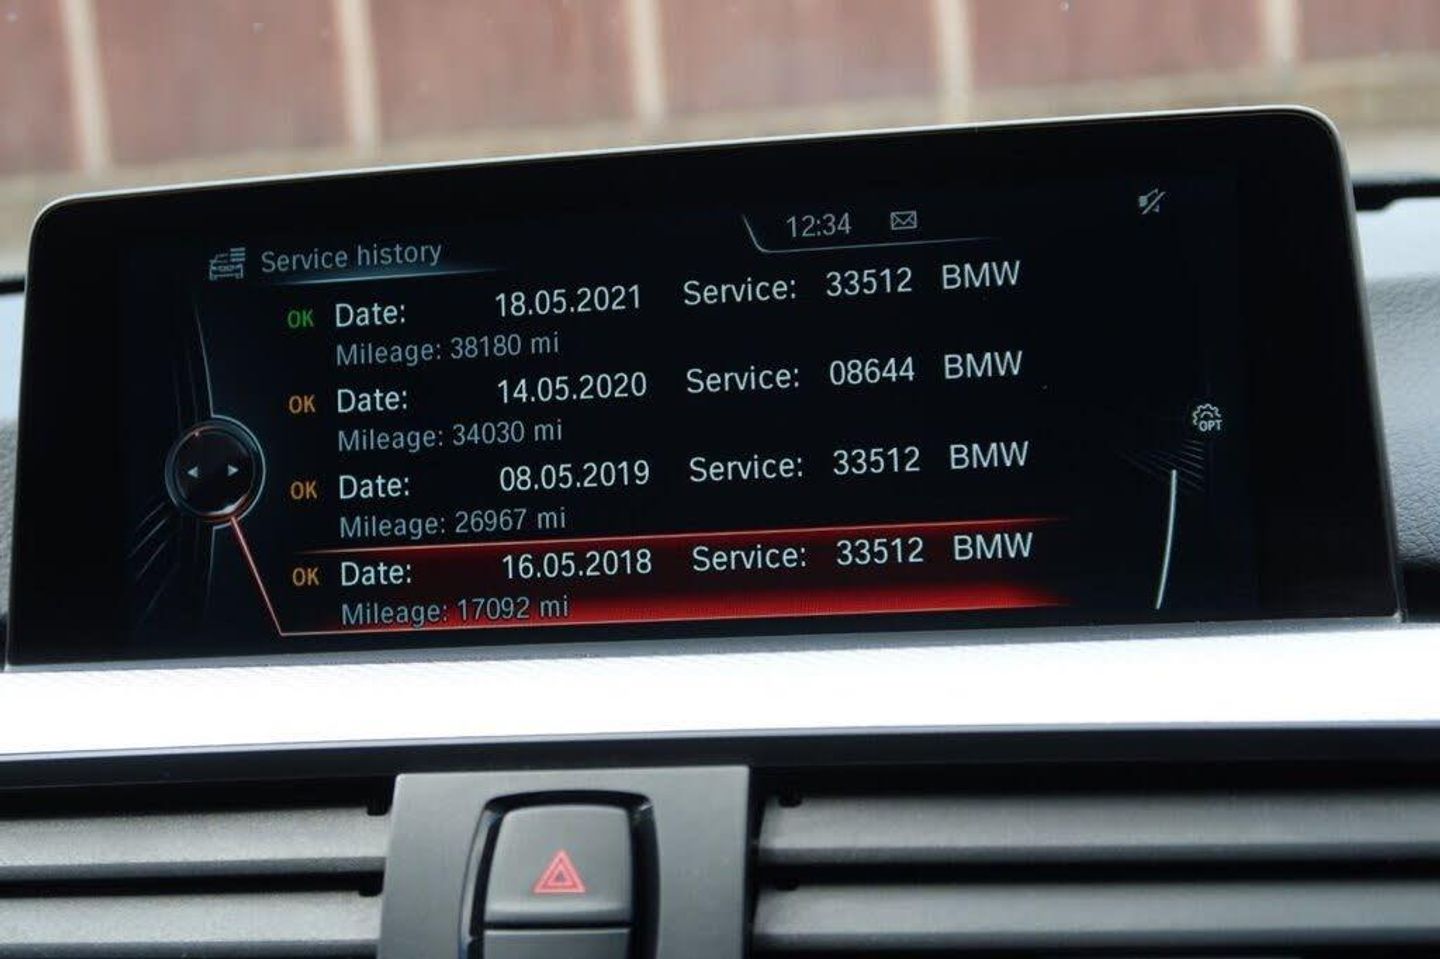 Service history 12:34
OK Date: 18.05.2021 Service: 33512 BMW
Mileage: 38180 mi
OK Date: 14.05.2020 Service: 08644 BMW
Mileage: 34030 mi
OK Date: 08.05.2019 Service: 33512 BMW
Mileage: 26967 mi
OK Date: 16.05.2018 Service: 33512 BMW
Mileage: 17092 mi
OPT